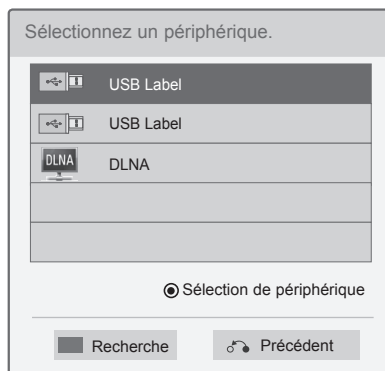 Sélectionnez un périphérique.
USB Label
USB Label
DLNA DLNA
Sélection de périphérique
Recherche Précédent